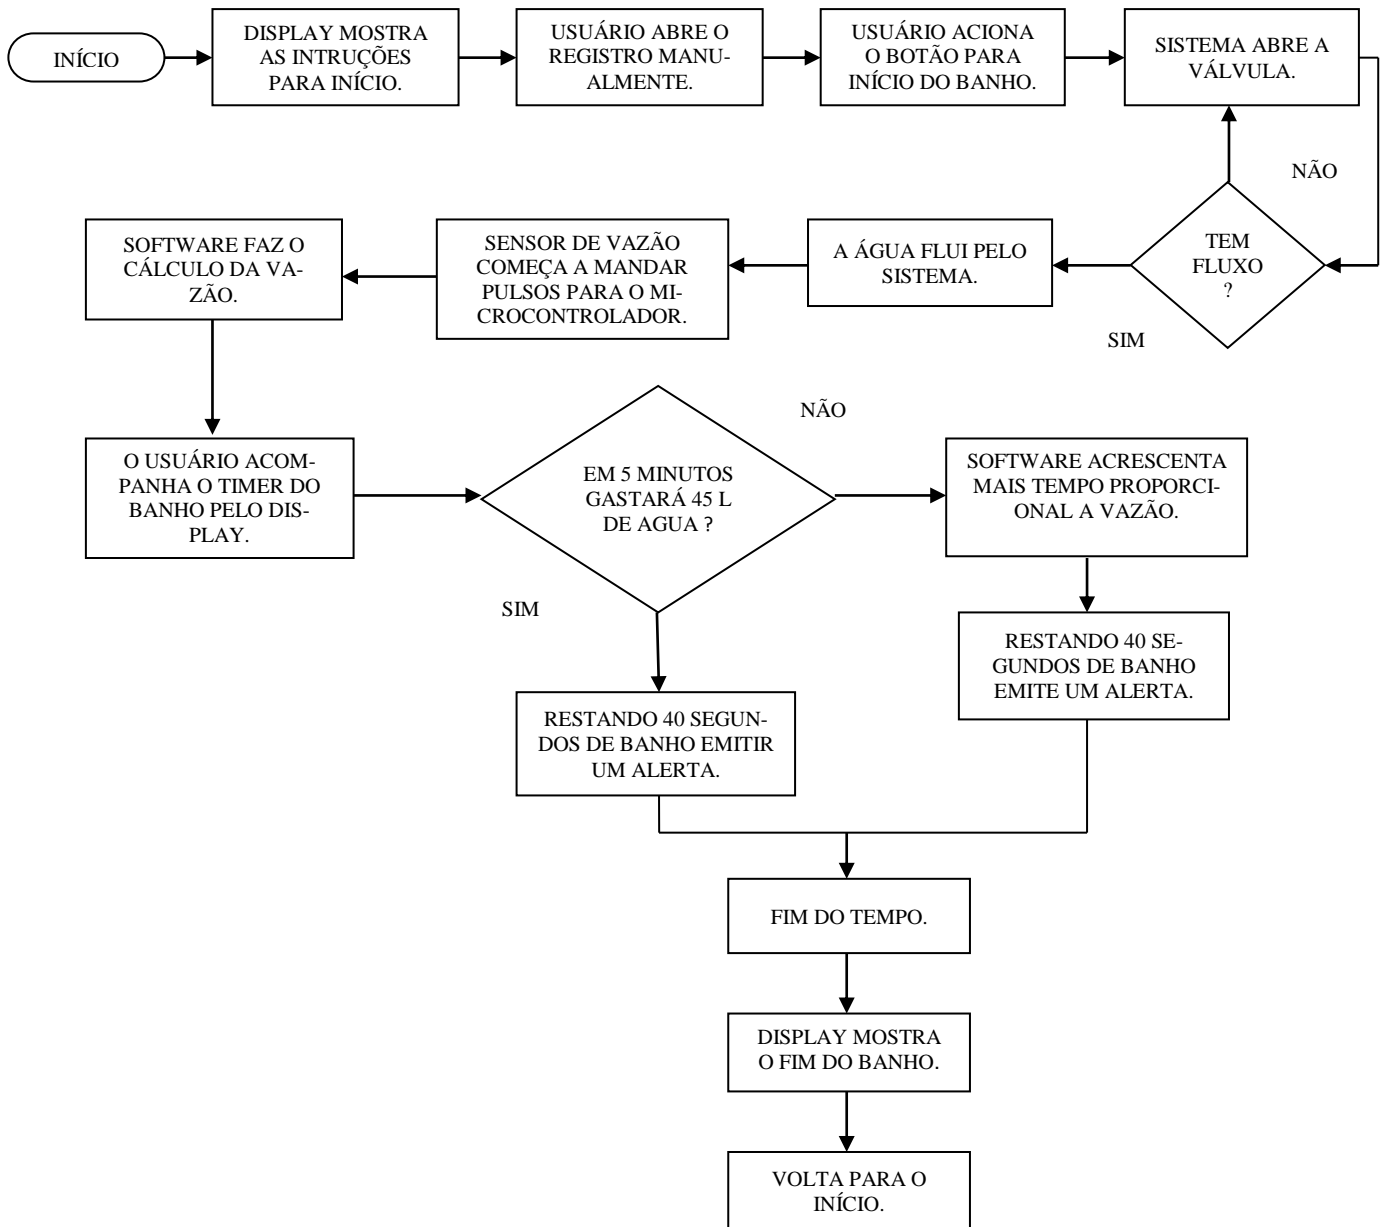 INÍCIO
DISPLAY MOSTRA
AS INTRUÇÕES
PARA INÍCIO.
USUÁRIO ABRE O
REGISTRO MANU-
ALMENTE.
USUÁRIO ACIONA
O BOTÃO PARA
INÍCIO DO BANHO.
SISTEMA ABRE A
VÁLVULA.
NÃO
TEM
FLUXO
?
SIM
A ÁGUA FLUI PELO
SISTEMA.
SENSOR DE VAZÃO
COMEÇA A MANDAR
PULSOS PARA O MI-
CROCONTROLADOR.
SOFTWARE FAZ O
CÁLCULO DA VA-
ZÃO.
O USUÁRIO ACOM-
PANHA O TIMER DO
BANHO PELO DIS-
PLAY.
EM 5 MINUTOS
GASTARÁ 45 L
DE AGUA ?
NÃO
SOFTWARE ACRESCENTA
MAIS TEMPO PROPORCI-
ONAL A VAZÃO.
SIM
RESTANDO 40 SE-
GUNDOS DE BANHO
EMITE UM ALERTA.
RESTANDO 40 SEGUN-
DOS DE BANHO EMITIR
UM ALERTA.
FIM DO TEMPO.
DISPLAY MOSTRA
O FIM DO BANHO.
VOLTA PARA O
INÍCIO.